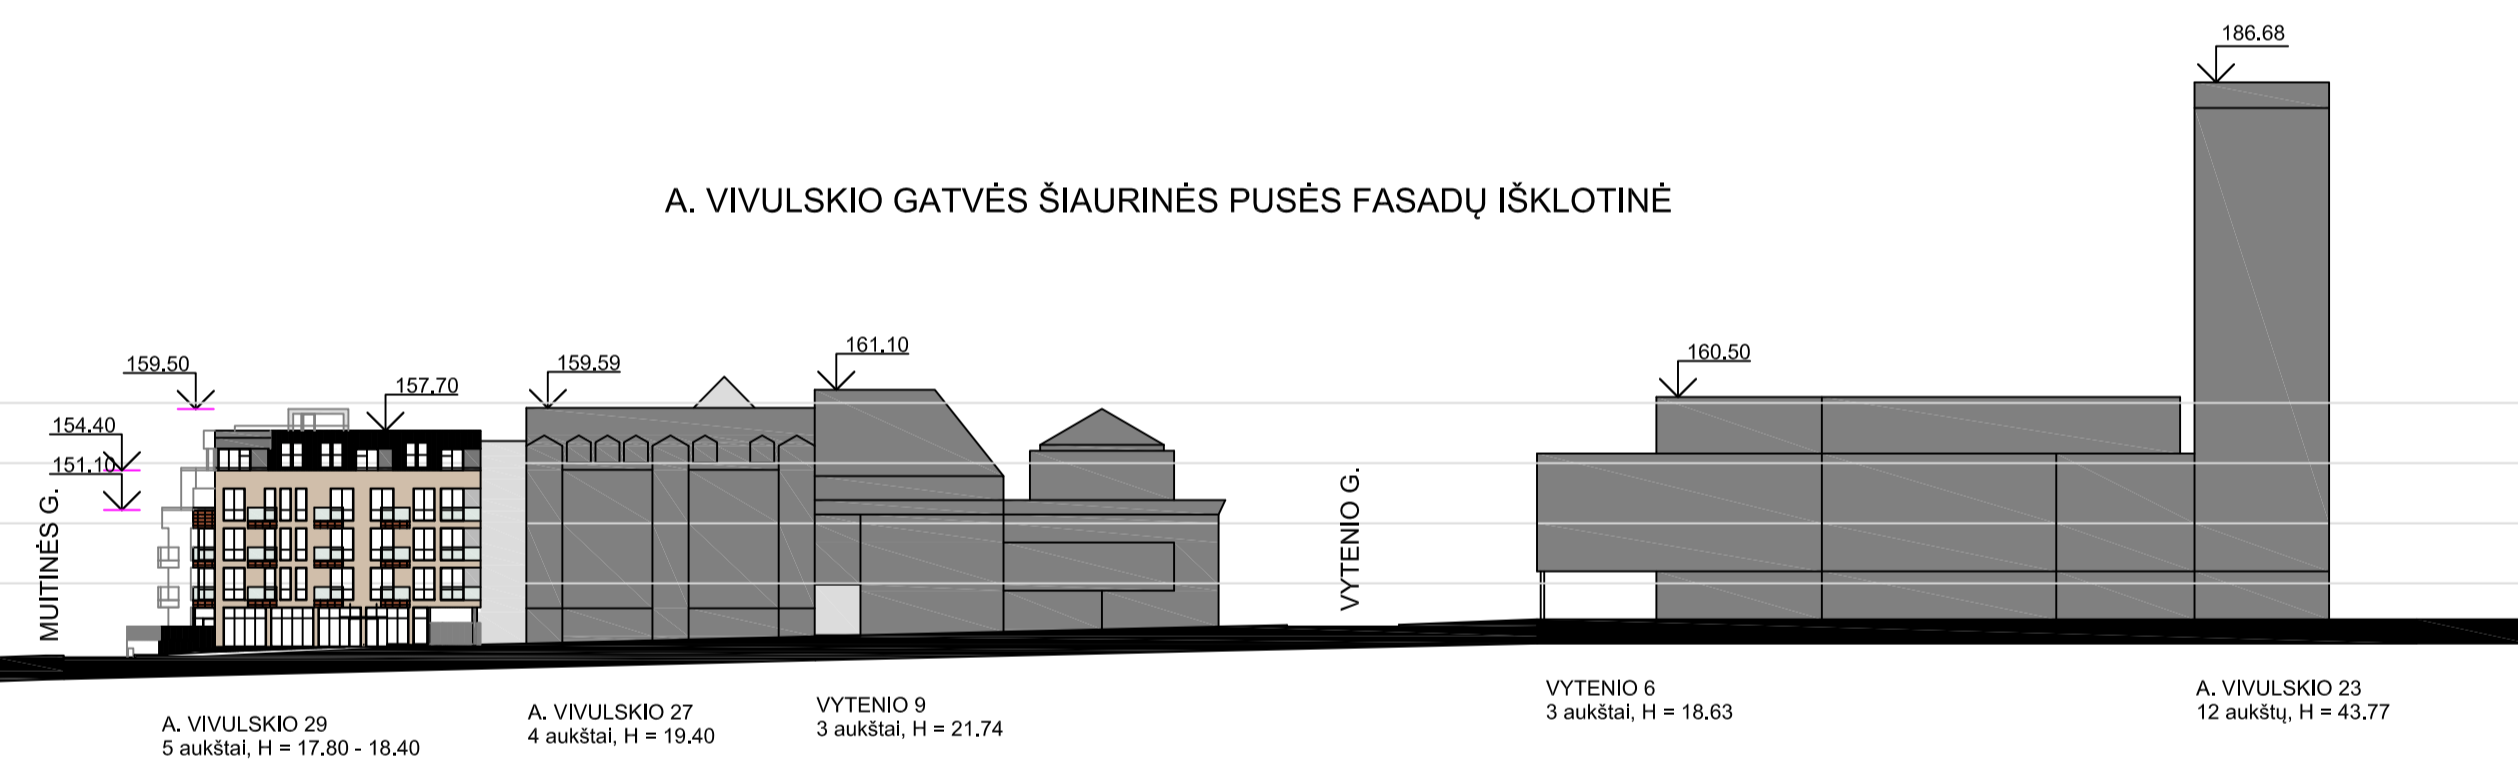 186.68
A. VIVULSKIO GATVĖS ŠIAURINĖS PUSĖS FASADŲ IŠKLOTINĖ
159.50
157.70
159.59
161.10
160.50
154.40
151.10
MUITINĖS G.
VYTENIO G.
A. VIVULSKIO 29
5 aukštai, H = 17.80 - 18.40
A. VIVULSKIO 27
4 aukštai, H = 19.40
VYTENIO 9
3 aukštai, H = 21.74
VYTENIO 6
3 aukštai, H = 18.63
A. VIVULSKIO 23
12 aukštų, H = 43.77